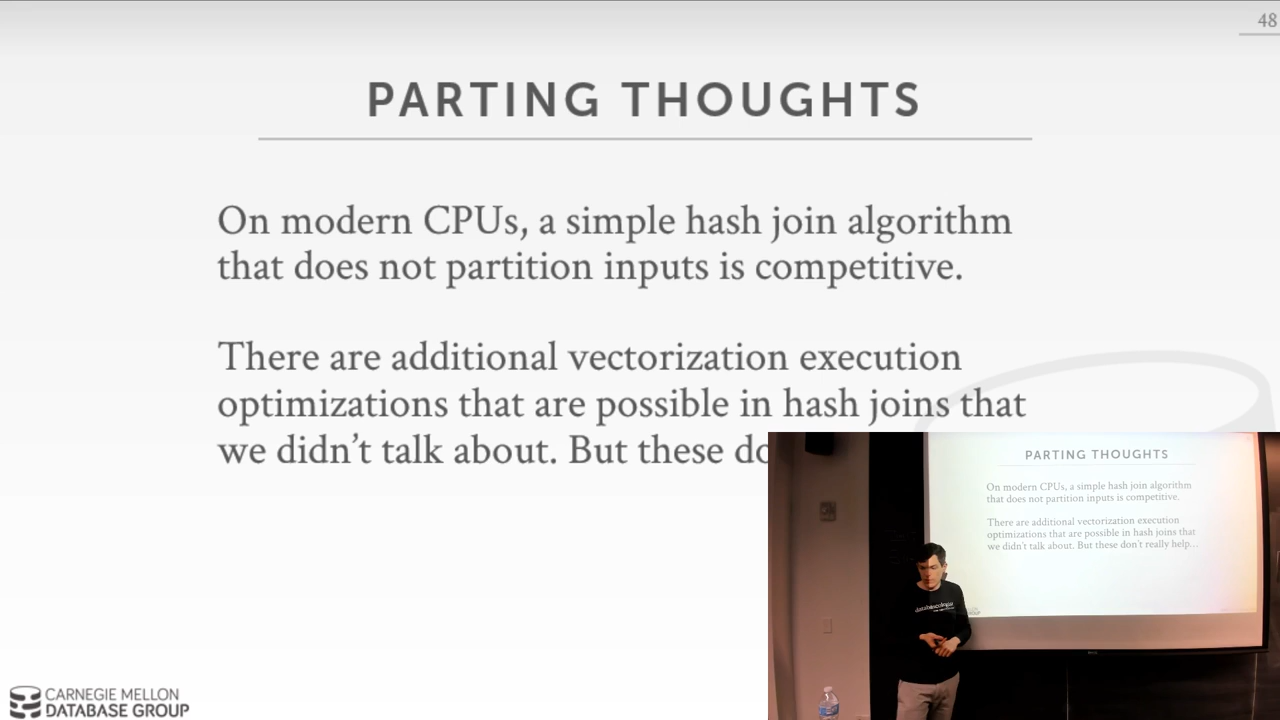 48
PARTING THOUGHTS
On modern CPUs, a simple hash join algorithm
that does not partition inputs is competitive.
There are additional vectorization execution
optimizations that are possible in hash joins that
we didn't talk about. But these do
CARNEGIE MELLON
DATABASE GROUP
PARTING THOUGHTS
On modern CPUs, a simple hash join algorithm
that does not partition inputs is competitive.
There are additional vectorization execution
optimizations that are possible in hash joins that
we didn't talk about. But these don't really help...